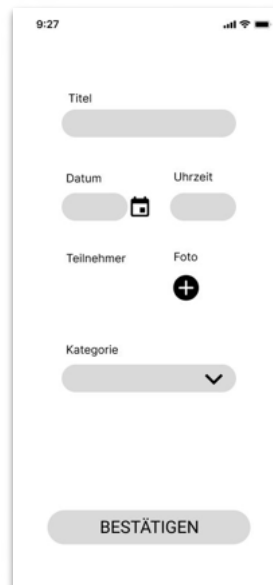 9:27
Titel
Datum
Uhrzeit
Teilnehmer
Foto
Kategorie
BESTÄTIGEN